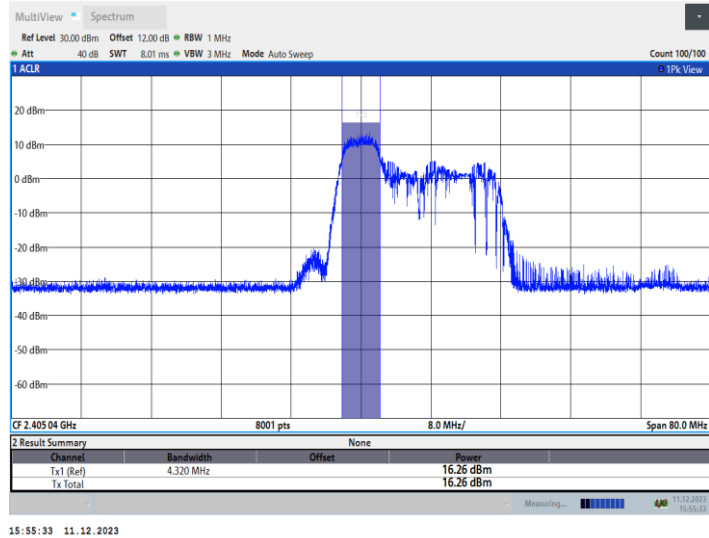 MultiView Spectrum
Ref Level 30.00 dBm Offset 12.00 dB RBW 1 MHz
Att 40 dB SWT 8.01 ms VBW 3 MHz Mode Auto Sweep Count 100/100
1 ACLR 1Pk View
20 dBm
10 dBm
0 dBm
-10 dBm
-20 dBm
-30 dBm
-40 dBm
-50 dBm
-60 dBm
CF 2.405 04 GHz 8001 pts 8.0 MHz/ Span 80.0 MHz
2 Result Summary None
Channel Bandwidth Offset Power
Tx1 (Ref) 4.320 MHz 16.26 dBm
Tx Total 16.26 dBm
Measuring... 11.12.2023
15:55:33
15:55:33 11.12.2023